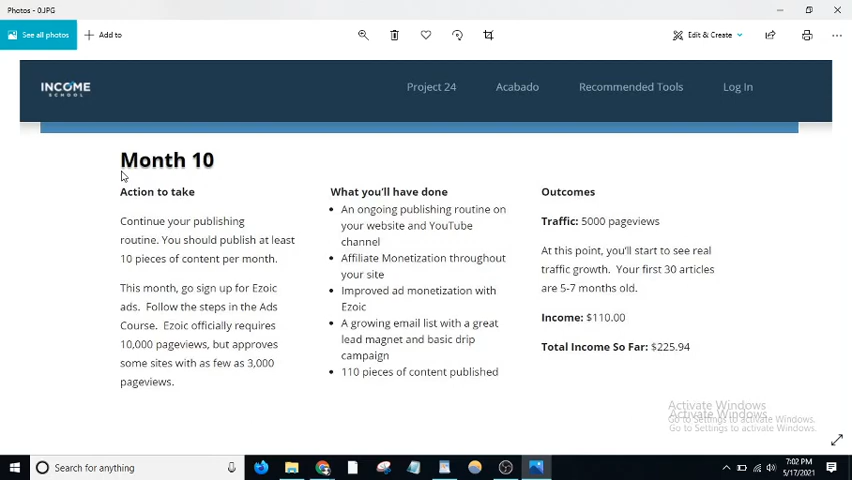 Photos - 0.JPG
See all photos
Add to
Edit & Create
INCOME
SCHOOL
Project 24
Acabado
Recommended Tools
Log In
Month 10
Action to take
Continue your publishing
routine. You should publish at least
10 pieces of content per month.
This month, go sign up for Ezoic
ads. Follow the steps in the Ads
Course. Ezoic officially requires
10,000 pageviews, but approves
some sites with as few as 3,000
pageviews.
What you'll have done
An ongoing publishing routine on
your website and YouTube
channel
Affiliate Monetization throughout
your site
Improved ad monetization with
Ezoic
A growing email list with a great
lead magnet and basic drip
campaign
110 pieces of content published
Outcomes
Traffic: 5000 pageviews
At this point, you'll start to see real
traffic growth. Your first 30 articles
are 5-7 months old.
Income: $110.00
Total Income So Far: $225.94
Activate Windows
Activate Windows
Go to Settings to activate Windows.
Go to Settings to activate Windows.
Search for anything
7:02 PM
5/17/2021